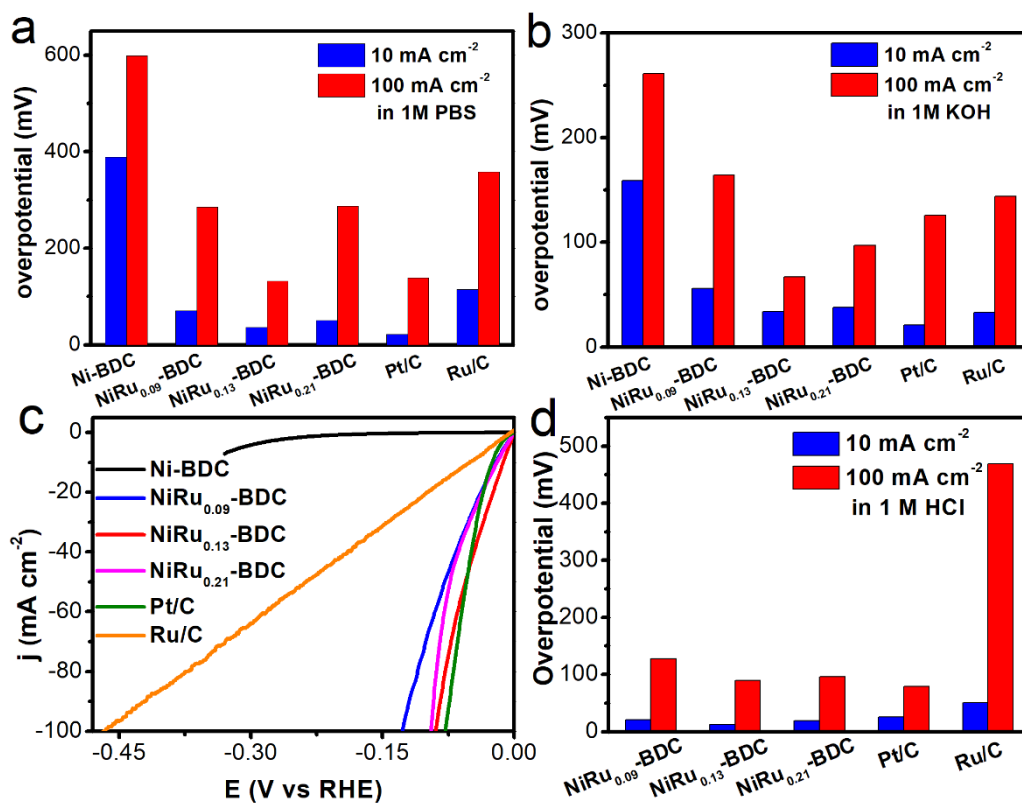 a
600
400
200
0
overpotential (mV)
10 mA cm⁻²
100 mA cm⁻²
in 1M PBS
Ni-BDC
NiRu₀.₀₉-BDC
NiRu₀.₁₃-BDC
NiRu₀.₂₁-BDC
Pt/C
Ru/C
b
300
200
100
0
overpotential (mV)
10 mA cm⁻²
100 mA cm⁻²
in 1M KOH
Ni-BDC
NiRu₀.₀₉-BDC
NiRu₀.₁₃-BDC
NiRu₀.₂₁-BDC
Pt/C
Ru/C
c
0
-20
-40
-60
-80
-100
j (mA cm⁻²)
Ni-BDC
NiRu₀.₀₉-BDC
NiRu₀.₁₃-BDC
NiRu₀.₂₁-BDC
Pt/C
Ru/C
-0.45
-0.30
-0.15
0.00
E (V vs RHE)
d
500
400
300
200
100
0
Overpotential (mV)
10 mA cm⁻²
100 mA cm⁻²
in 1 M HCl
NiRu₀.₀₉-BDC
NiRu₀.₁₃-BDC
NiRu₀.₂₁-BDC
Pt/C
Ru/C